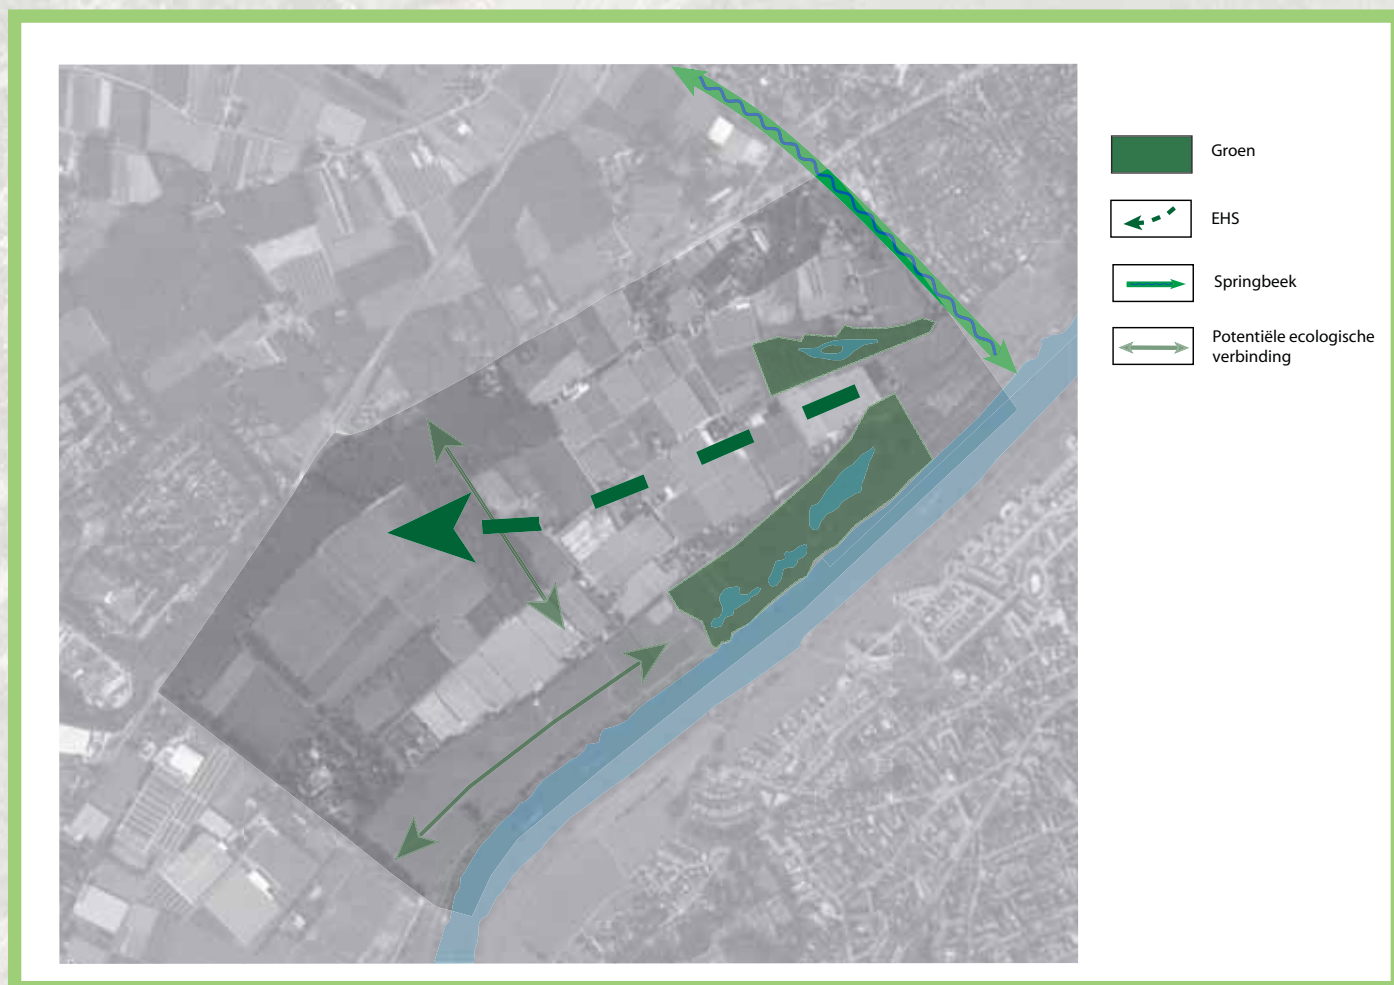 Groen
EHS
Springbeek
Potentiële ecologische
verbinding